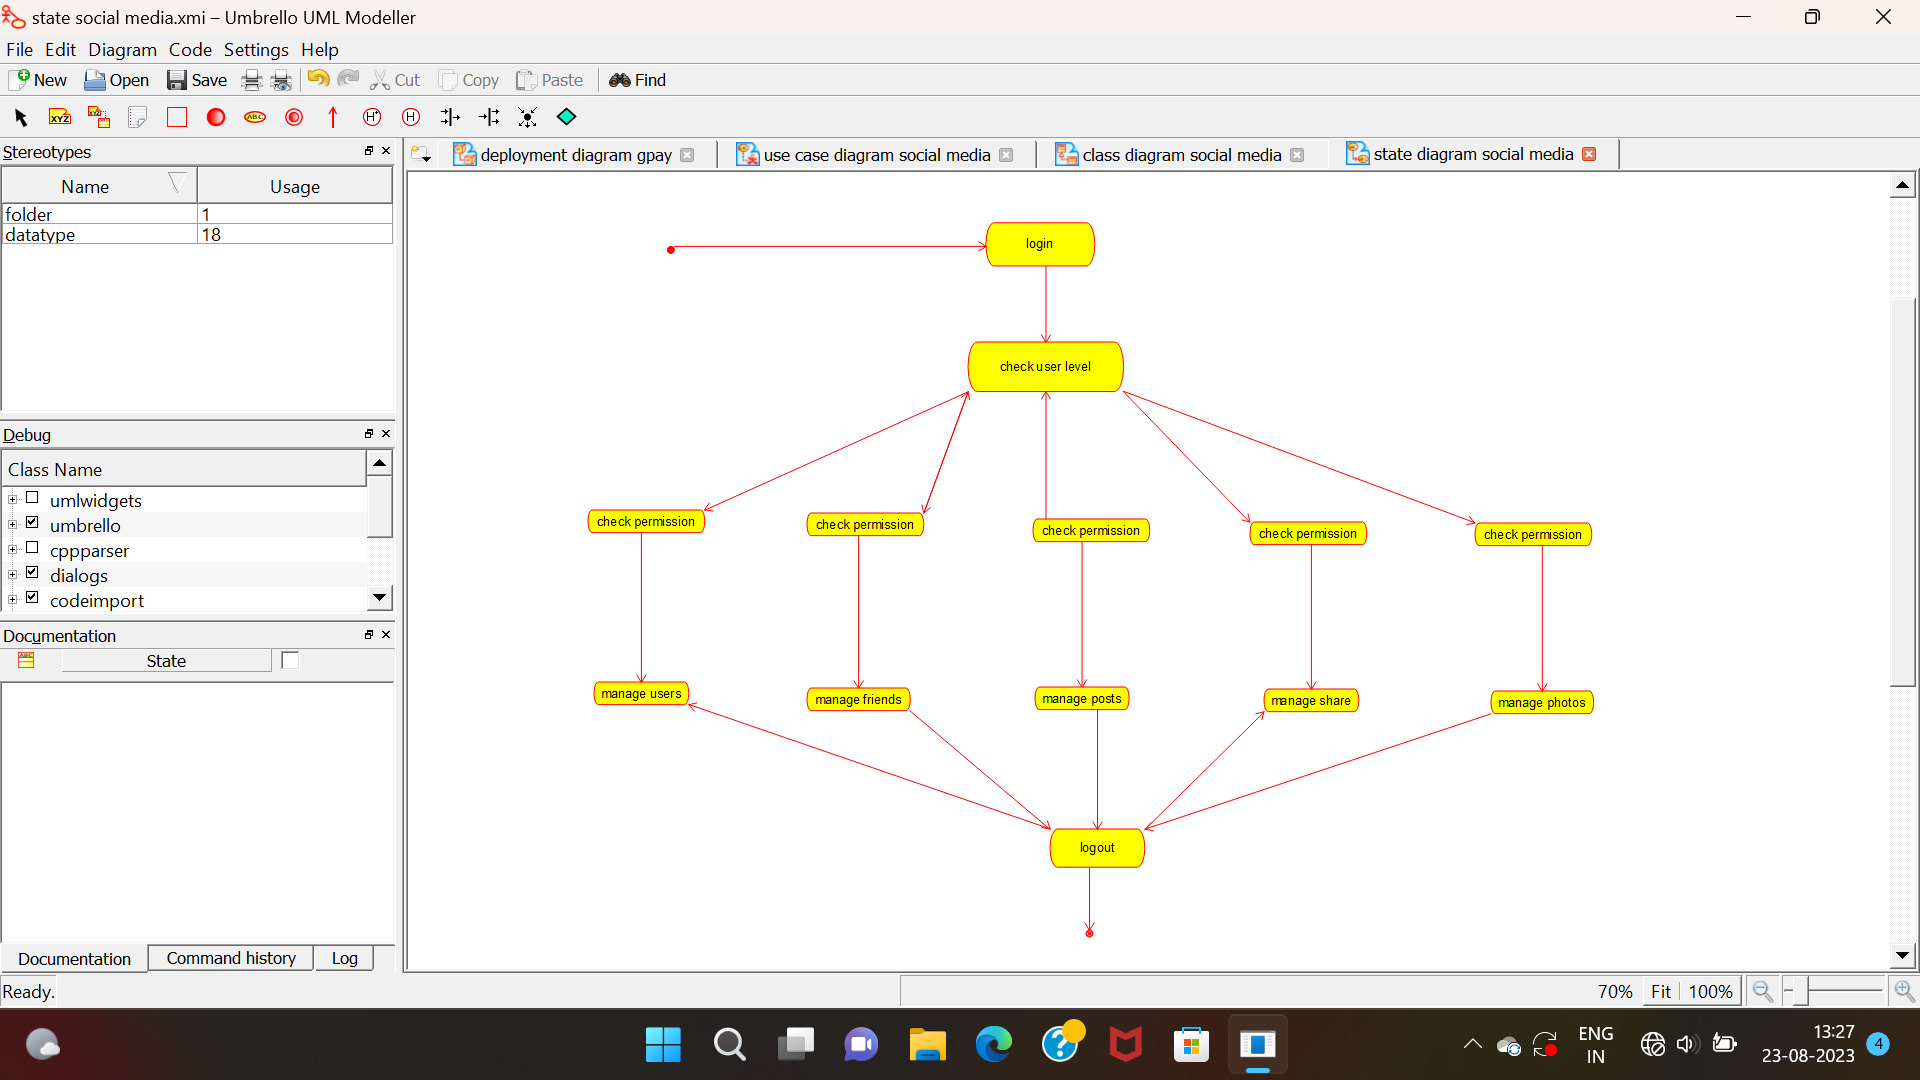 state social media.xmi – Umbrello UML Modeller
File Edit Diagram Code Settings Help
New Open Save Cut Copy Paste Find
XYZ XYZ ABC H* H
Stereotypes
Name Usage
folder 1
datatype 18
Debug
Class Name
umlwidgets
umbrello
cppparser
dialogs
codeimport
Documentation
State
Documentation Command history Log
deployment diagram gpay use case diagram social media class diagram social media state diagram social media
login
check user level
check permission check permission check permission check permission check permission
manage users manage friends manage posts manage share manage photos
logout
Ready.
70% Fit 100%
ENG
IN
13:27
23-08-2023
4